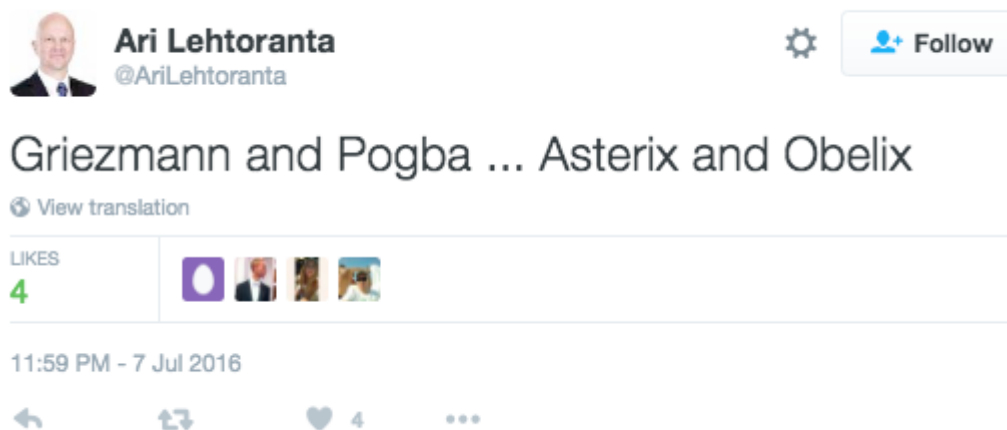 Ari Lehtoranta
@AriLehtoranta
Follow
Griezmann and Pogba ... Asterix and Obelix
View translation
LIKES
4
11:59 PM - 7 Jul 2016
4